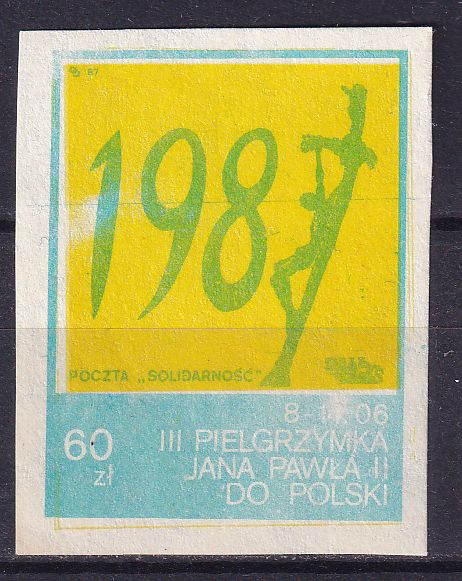 87
1987
POCZTA „SOLIDARNOŚĆ"
60
zł
8-14 06
III PIELGRZYMKA
JANA PAWŁA II
DO POLSKI